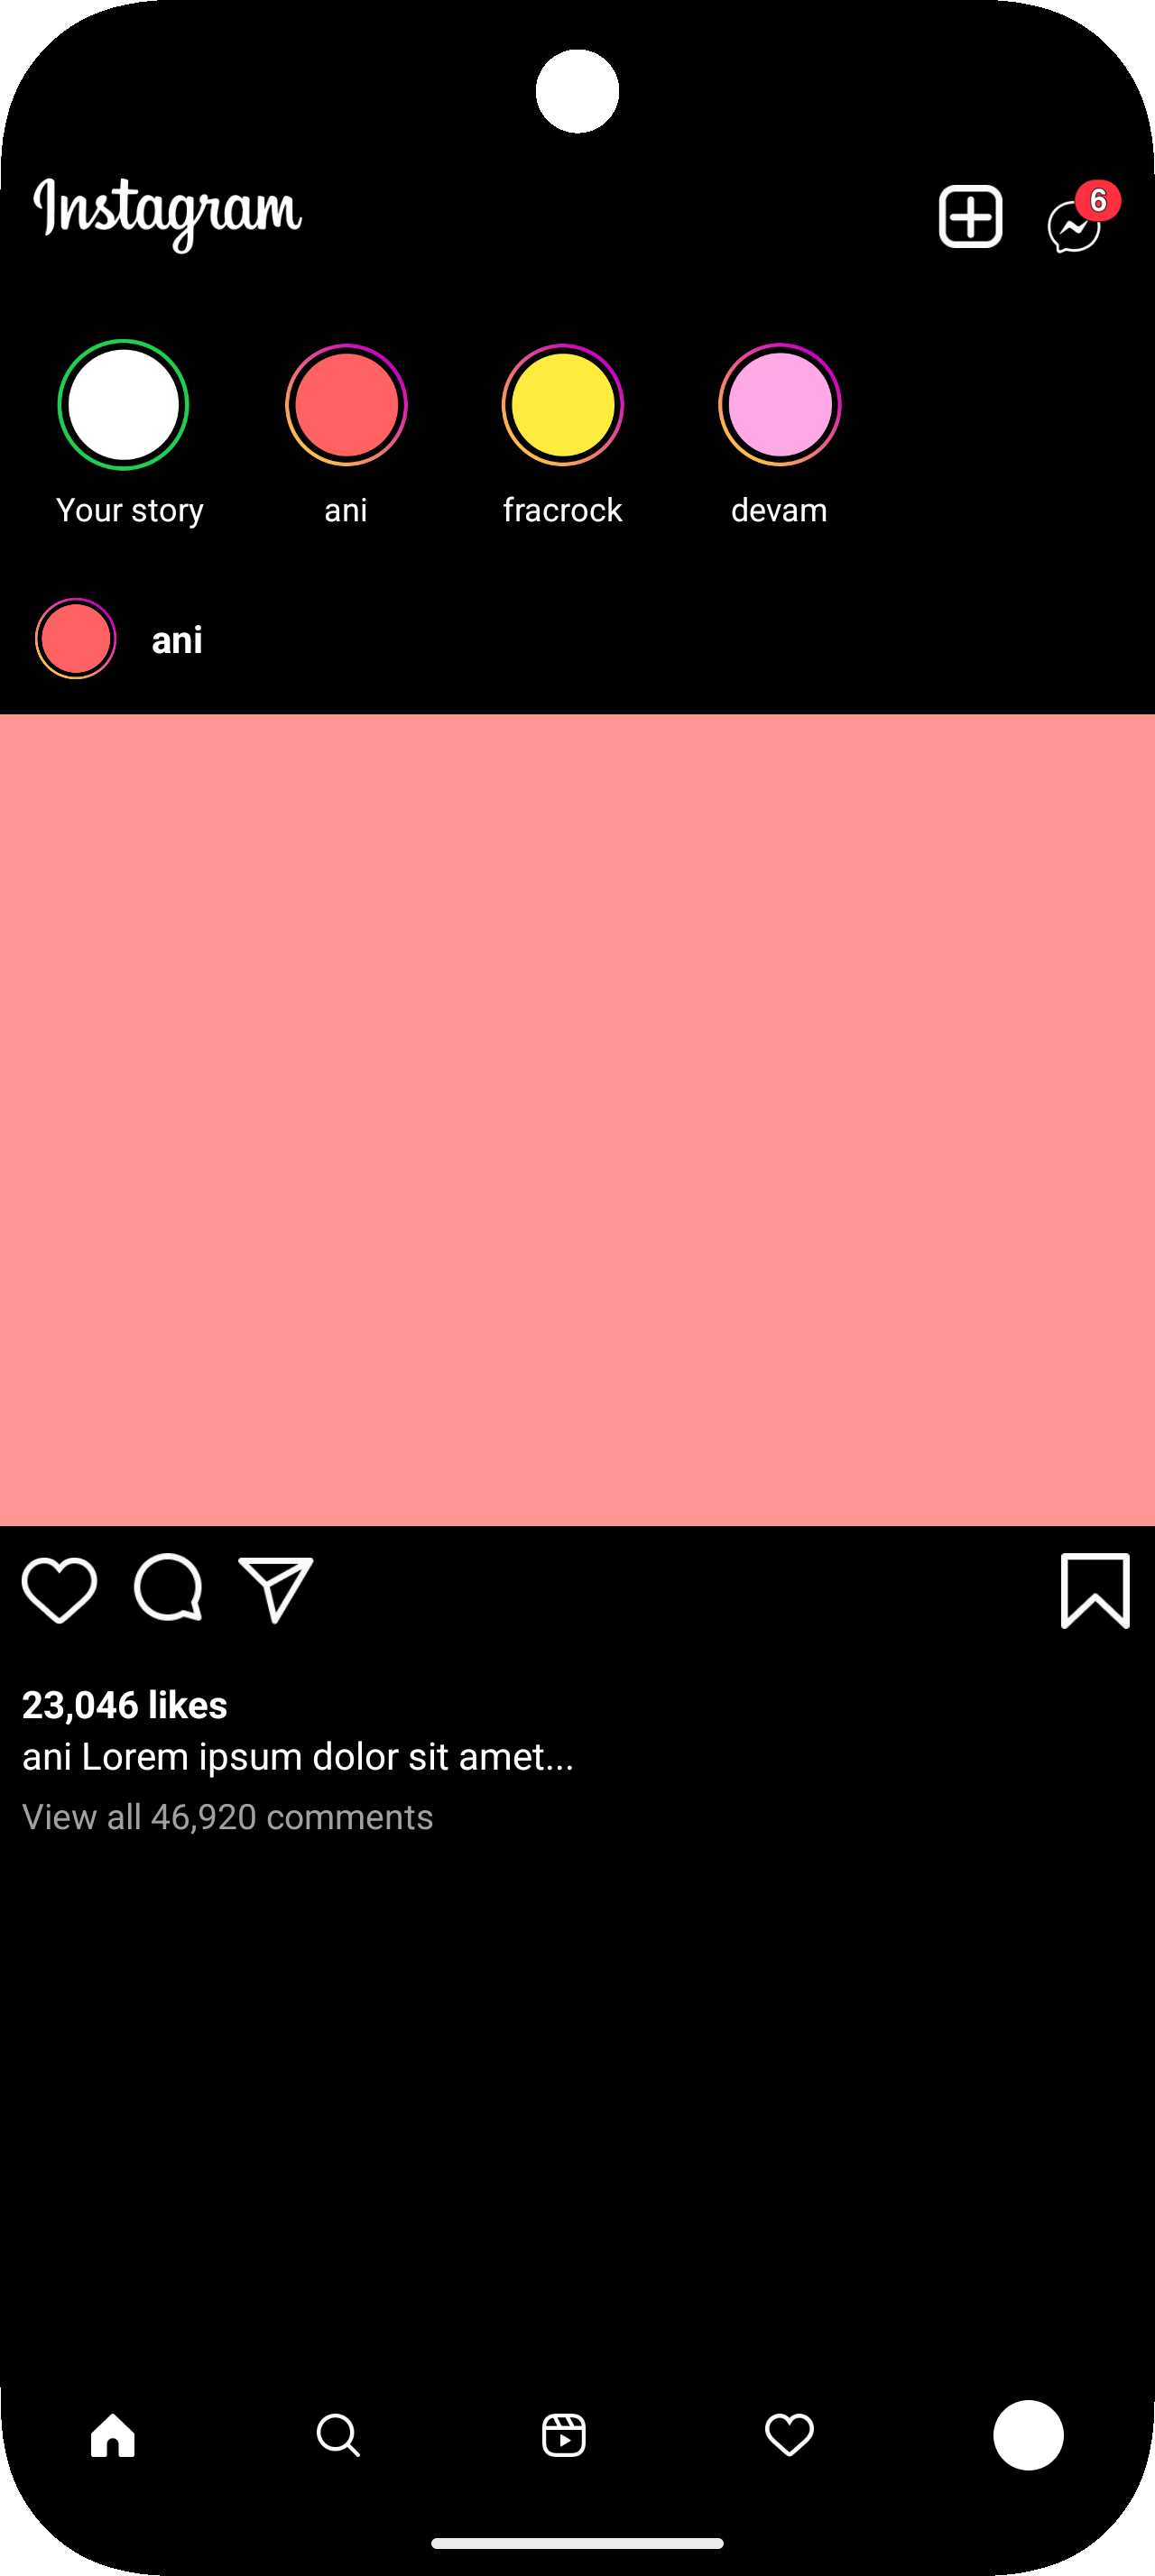 Instagram
6
Your story ani fracrock devam
ani
23,046 likes
ani Lorem ipsum dolor sit amet...
View all 46,920 comments